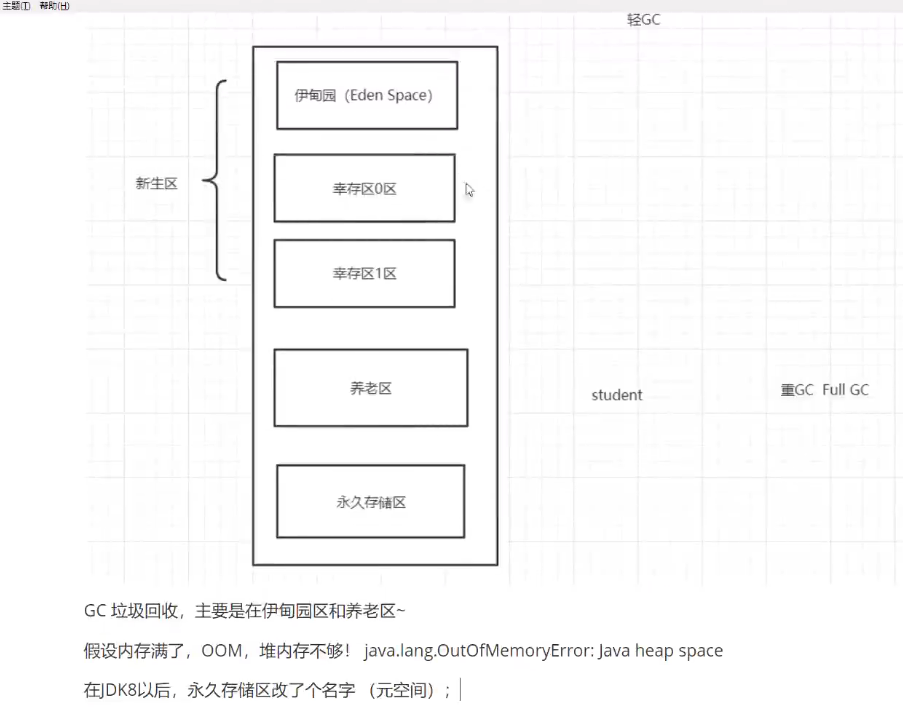 主题(T) 帮助(H)
轻GC
伊甸园（Eden Space）
新生区
幸存区0区
幸存区1区
养老区
student
重GC Full GC
永久存储区
GC 垃圾回收，主要是在伊甸园区和养老区~
假设内存满了，OOM，堆内存不够！ java.lang.OutOfMemoryError: Java heap space
在JDK8以后，永久存储区改了个名字 （元空间）；